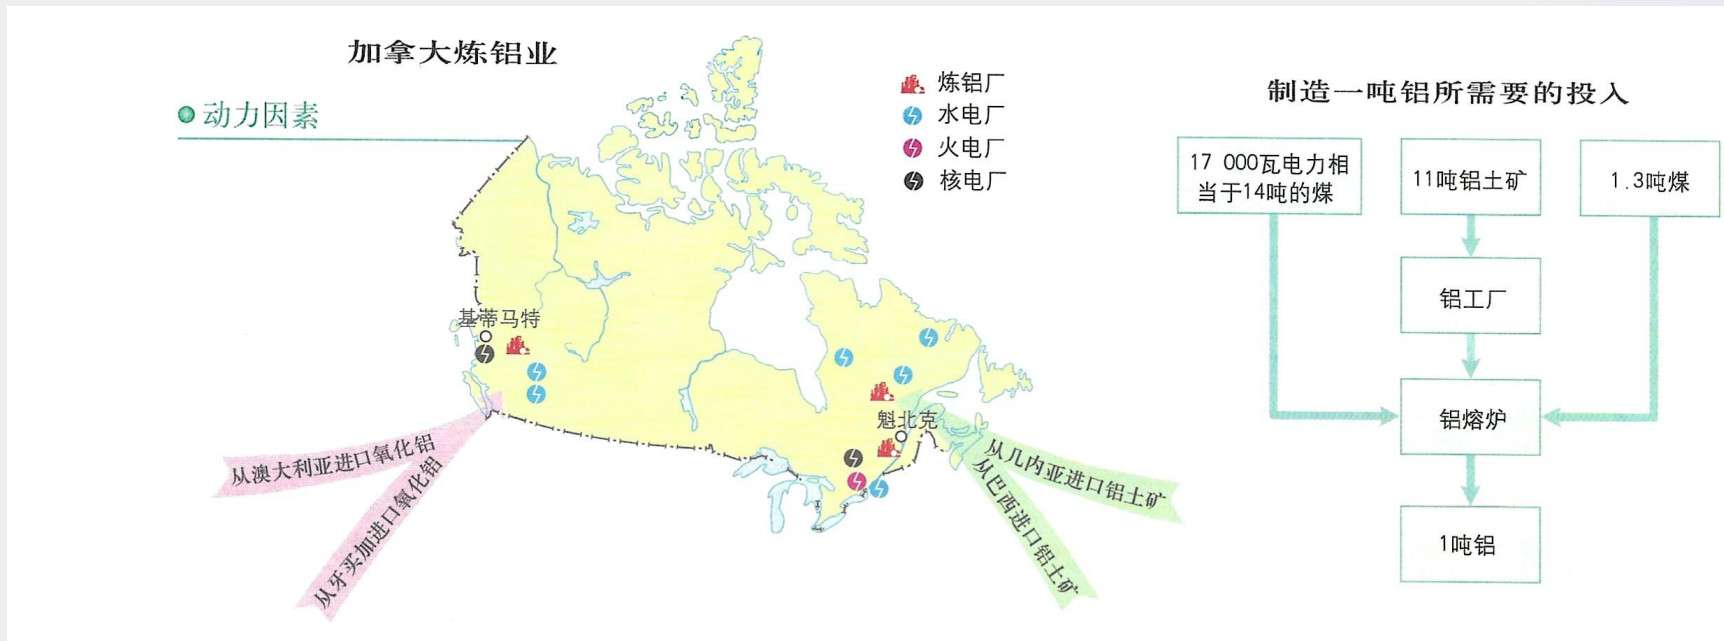 加拿大炼铝业
动力因素
炼铝厂
水电厂
火电厂
核电厂
基蒂马特
魁北克
从澳大利亚进口氧化铝
从牙买加进口氧化铝
从几内亚进口铝土矿
从巴西进口铝土矿
制造一吨铝所需要的投入
17 000瓦电力相
当于14吨的煤
11吨铝土矿
1.3吨煤
铝工厂
铝熔炉
1吨铝